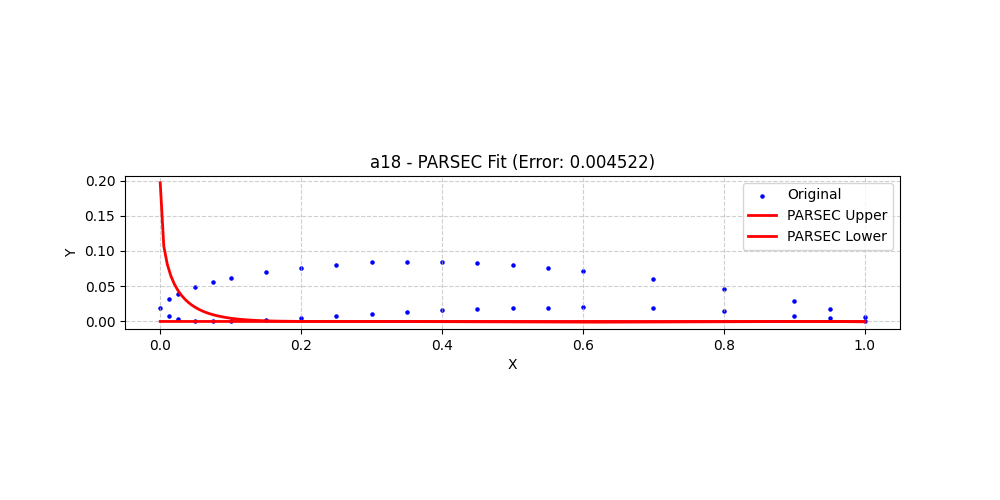 a18 - PARSEC Fit (Error: 0.004522)
0.20
0.15
0.10
0.05
0.00
Y
Original
PARSEC Upper
PARSEC Lower
0.0 0.2 0.4 0.6 0.8 1.0
X